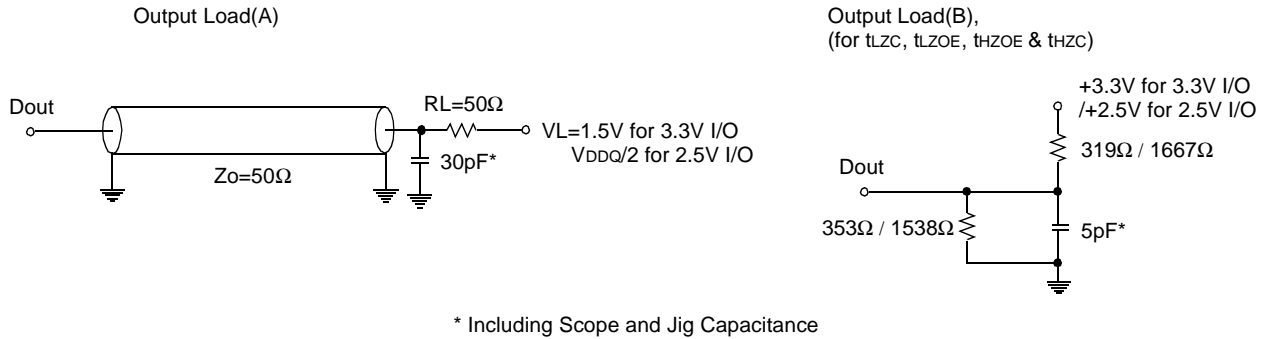 Output Load(A)
Dout
Zo=50Ω
RL=50Ω
30pF*
VL=1.5V for 3.3V I/O
VDDQ/2 for 2.5V I/O
Output Load(B),
(for tLZC, tLZOE, tHZOE & tHZC)
+3.3V for 3.3V I/O
/+2.5V for 2.5V I/O
319Ω / 1667Ω
Dout
353Ω / 1538Ω
5pF*
* Including Scope and Jig Capacitance